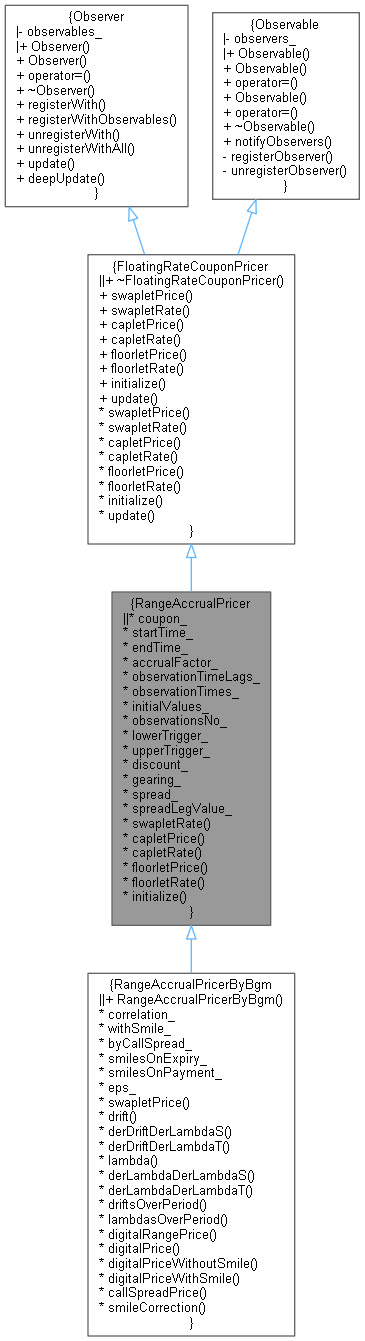 {Observer
|- observables_
|+ Observer()
+ Observer()
+ operator=()
+ ~Observer()
+ registerWith()
+ registerWithObservables()
+ unregisterWith()
+ unregisterWithAll()
+ update()
+ deepUpdate()
}
{Observable
|- observers_
|+ Observable()
+ Observable()
+ operator=()
+ Observable()
+ operator=()
+ ~Observable()
+ notifyObservers()
- registerObserver()
- unregisterObserver()
}
{FloatingRateCouponPricer
||+ ~FloatingRateCouponPricer()
+ swapletPrice()
+ swapletRate()
+ capletPrice()
+ capletRate()
+ floorletPrice()
+ floorletRate()
+ initialize()
+ update()
* swapletPrice()
* swapletRate()
* capletPrice()
* capletRate()
* floorletPrice()
* floorletRate()
* initialize()
* update()
}
{RangeAccrualPricer
||* coupon_
* startTime_
* endTime_
* accrualFactor_
* observationTimeLags_
* observationTimes_
* initialValues_
* observationsNo_
* lowerTrigger_
* upperTrigger_
* discount_
* gearing_
* spread_
* spreadLegValue_
* swapletRate()
* capletPrice()
* capletRate()
* floorletPrice()
* floorletRate()
* initialize()
}
{RangeAccrualPricerByBgm
||+ RangeAccrualPricerByBgm()
* correlation_
* withSmile_
* byCallSpread_
* smilesOnExpiry_
* smilesOnPayment_
* eps_
* swapletPrice()
* drift()
* derDriftDerLambdaS()
* derDriftDerLambdaT()
* lambda()
* derLambdaDerLambdaS()
* derLambdaDerLambdaT()
* driftsOverPeriod()
* lambdasOverPeriod()
* digitalRangePrice()
* digitalPrice()
* digitalPriceWithoutSmile()
* digitalPriceWithSmile()
* callSpreadPrice()
* smileCorrection()
}